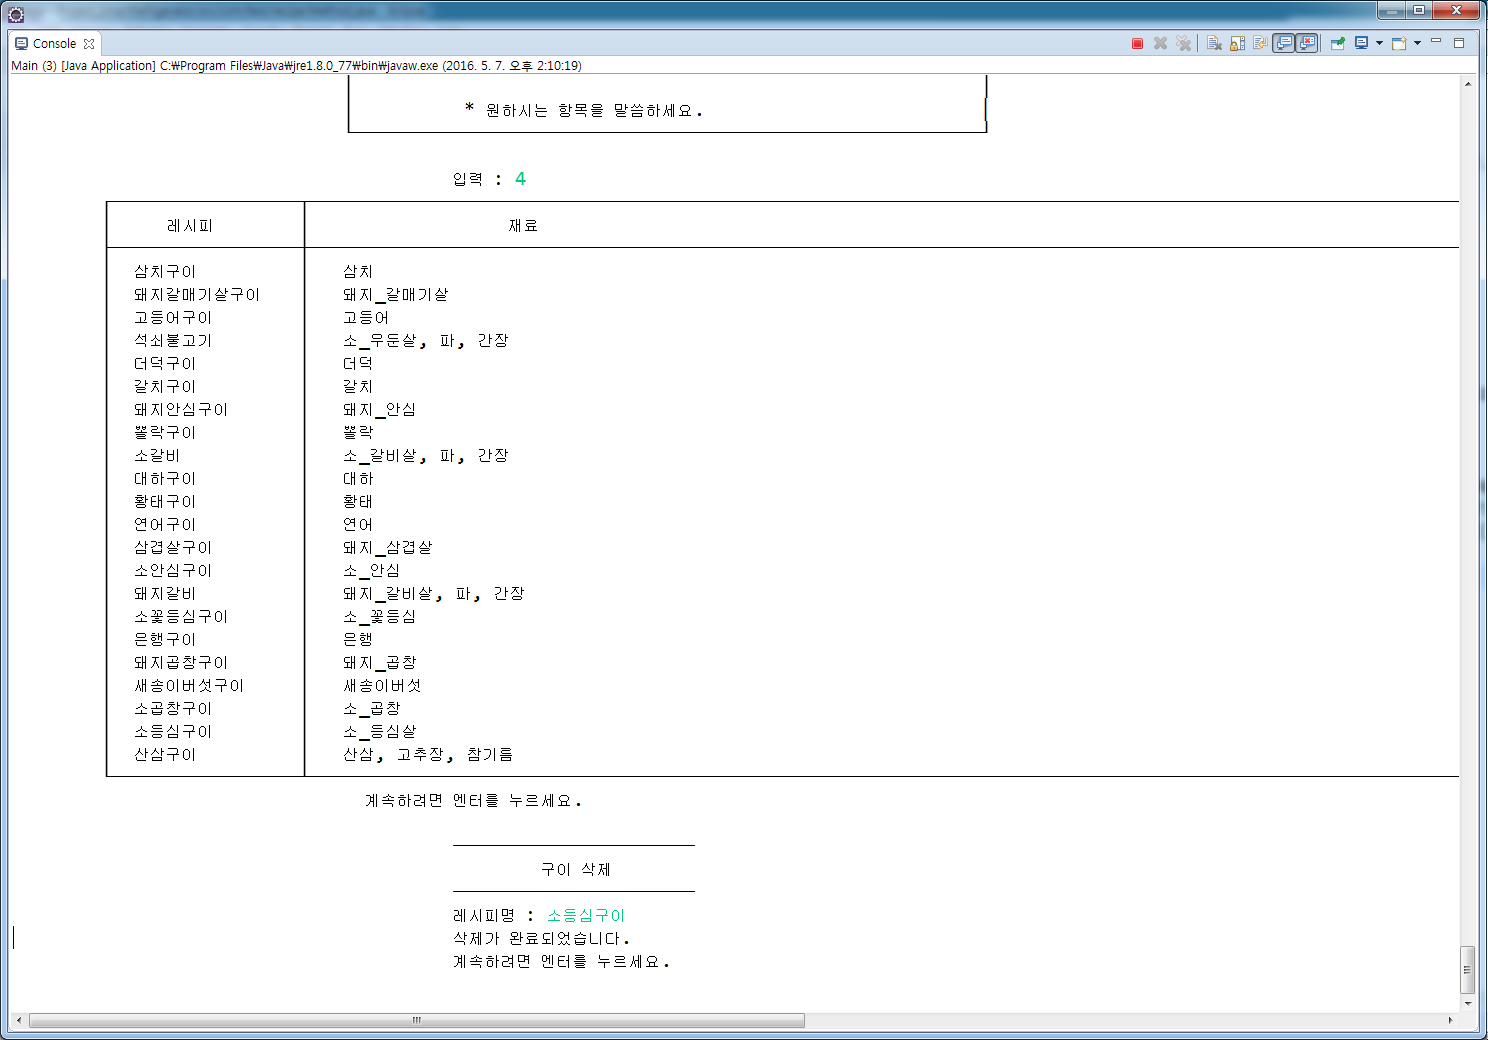 Console
Main (3) [Java Application] C:₩Program Files₩Java₩jre1.8.0_77₩bin₩javaw.exe (2016. 5. 7. 오후 2:10:19)
* 원하시는 항목을 말씀하세요.
입력 : 4
레시피 재료
삼치구이 삼치
돼지갈매기살구이 돼지_갈매기살
고등어구이 고등어
석쇠불고기 소_우둔살, 파, 간장
더덕구이 더덕
갈치구이 갈치
돼지안심구이 돼지_안심
뽈락구이 뽈락
소갈비 소_갈비살, 파, 간장
대하구이 대하
황태구이 황태
연어구이 연어
삼겹살구이 돼지_삼겹살
소안심구이 소_안심
돼지갈비 돼지_갈비살, 파, 간장
소꽃등심구이 소_꽃등심
은행구이 은행
돼지곱창구이 돼지_곱창
새송이버섯구이 새송이버섯
소곱창구이 소_곱창
소등심구이 소_등심살
산삼구이 산삼, 고추장, 참기름
계속하려면 엔터를 누르세요.
구이 삭제
레시피명 : 소등심구이
삭제가 완료되었습니다.
계속하려면 엔터를 누르세요.